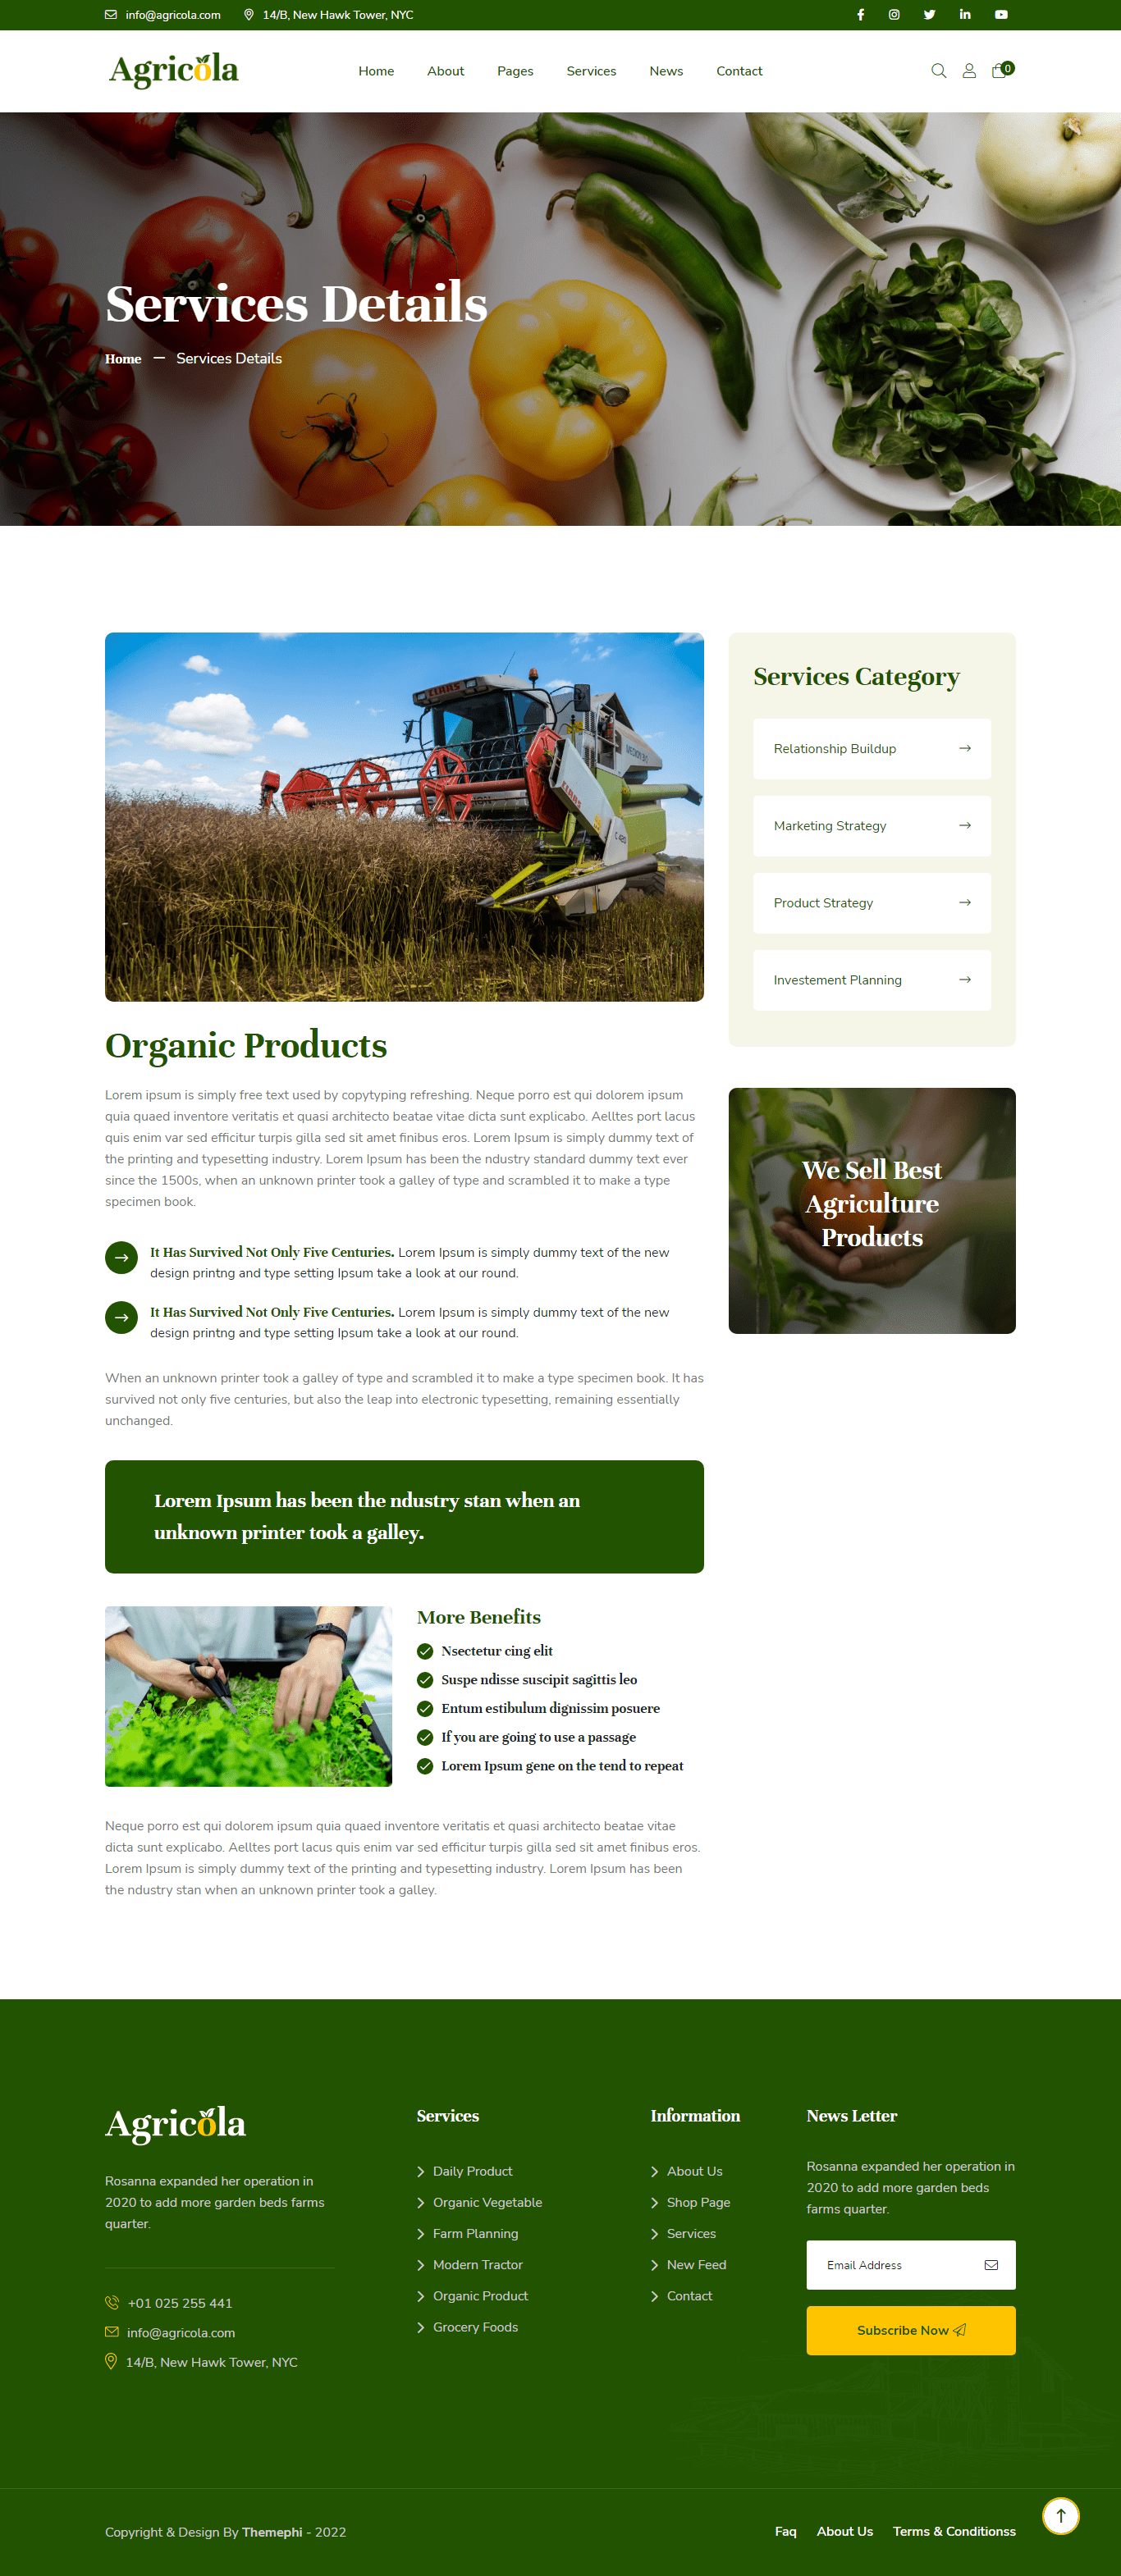 info@agricola.com 14/B, New Hawk Tower, NYC
Agricola
Home About Pages Services News Contact
0
Services Details
Home — Services Details
CLAAS
Services Category
Relationship Buildup
Marketing Strategy
Product Strategy
Investement Planning
Organic Products
Lorem ipsum is simply free text used by copytyping refreshing. Neque porro est qui dolorem ipsum
quia quaed inventore veritatis et quasi architecto beatae vitae dicta sunt explicabo. Aelltes port lacus
quis enim var sed efficitur turpis gilla sed sit amet finibus eros. Lorem Ipsum is simply dummy text of
the printing and typesetting industry. Lorem Ipsum has been the ndustry standard dummy text ever
since the 1500s, when an unknown printer took a galley of type and scrambled it to make a type
specimen book.
We Sell Best
Agriculture
Products
It Has Survived Not Only Five Centuries. Lorem Ipsum is simply dummy text of the new
design printng and type setting Ipsum take a look at our round.
It Has Survived Not Only Five Centuries. Lorem Ipsum is simply dummy text of the new
design printng and type setting Ipsum take a look at our round.
When an unknown printer took a galley of type and scrambled it to make a type specimen book. It has
survived not only five centuries, but also the leap into electronic typesetting, remaining essentially
unchanged.
Lorem Ipsum has been the ndustry stan when an
unknown printer took a galley.
More Benefits
Nsectetur cing elit
Suspe ndisse suscipit sagittis leo
Entum estibulum dignissim posuere
If you are going to use a passage
Lorem Ipsum gene on the tend to repeat
Neque porro est qui dolorem ipsum quia quaed inventore veritatis et quasi architecto beatae vitae
dicta sunt explicabo. Aelltes port lacus quis enim var sed efficitur turpis gilla sed sit amet finibus eros.
Lorem Ipsum is simply dummy text of the printing and typesetting industry. Lorem Ipsum has been
the ndustry stan when an unknown printer took a galley.
Agricola
Rosanna expanded her operation in
2020 to add more garden beds farms
quarter.
+01 025 255 441
info@agricola.com
14/B, New Hawk Tower, NYC
Services
Daily Product
Organic Vegetable
Farm Planning
Modern Tractor
Organic Product
Grocery Foods
Information
About Us
Shop Page
Services
New Feed
Contact
News Letter
Rosanna expanded her operation in
2020 to add more garden beds
farms quarter.
Email Address
Subscribe Now
Copyright & Design By Themephi - 2022
Faq About Us Terms & Conditionss